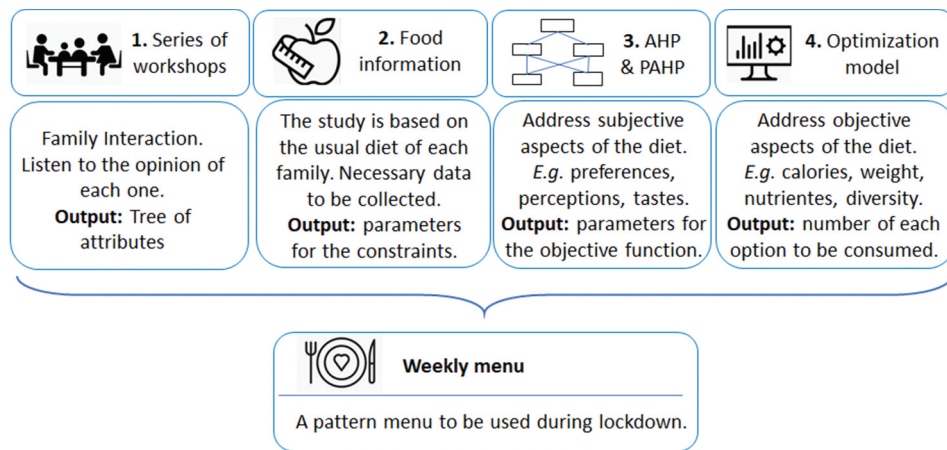 1. Series of
workshops
Family Interaction.
Listen to the opinion of
each one.
Output: Tree of
attributes
2. Food
information
The study is based on
the usual diet of each
family. Necessary data
to be collected.
Output: parameters
for the constraints.
3. AHP
& PAHP
Address subjective
aspects of the diet.
E.g. preferences,
perceptions, tastes.
Output: parameters for
the objective function.
4. Optimization
model
Address objective
aspects of the diet.
E.g. calories, weight,
nutrientes, diversity.
Output: number of each
option to be consumed.
Weekly menu
A pattern menu to be used during lockdown.